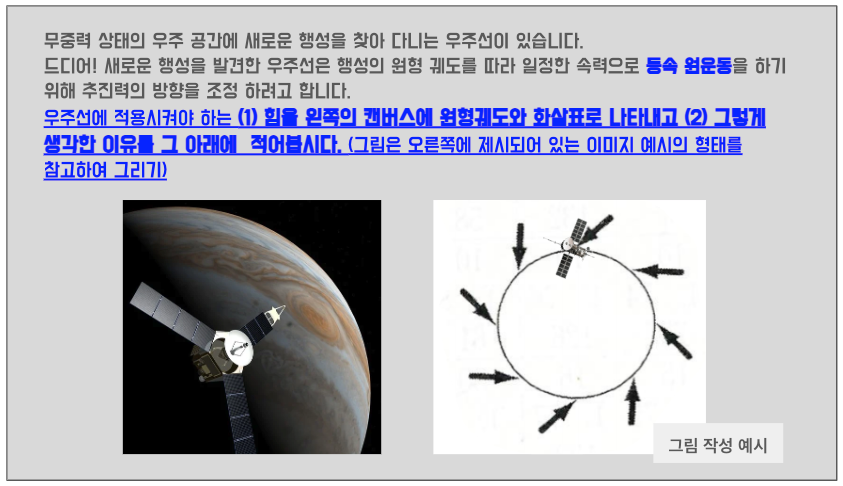 무중력 상태의 우주 공간에 새로운 행성을 찾아 다니는 우주선이 있습니다.
드디어! 새로운 행성을 발견한 우주선은 행성의 원형 궤도를 따라 일정한 속력으로 등속 원운동을 하기
위해 추진력의 방향을 조정 하려고 합니다.
우주선에 적용시켜야 하는 (1) 힘을 왼쪽의 캔버스에 원형궤도와 화살표로 나타내고 (2) 그렇게
생각한 이유를 그 아래에 적어봅시다. (그림은 오른쪽에 제시되어 있는 이미지 예시의 형태를
참고하여 그리기)
그림 작성 예시